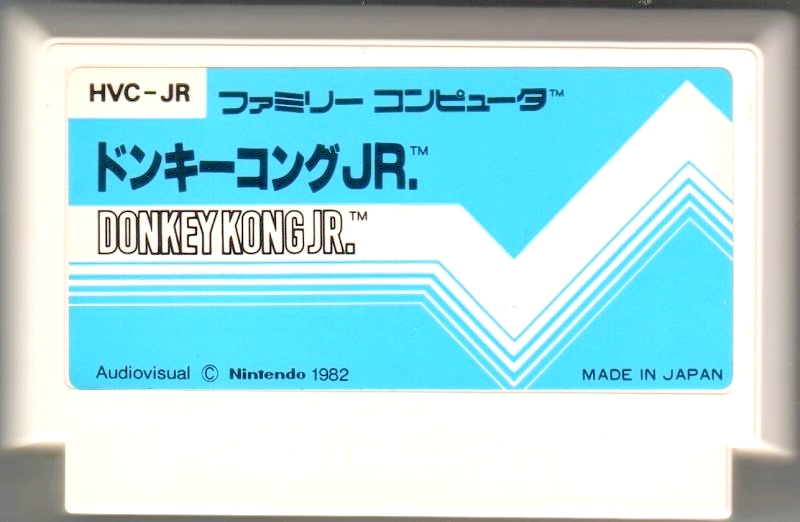 HVC-JR
ファミリー コンピュータ™
ドンキーコングJR.™
DONKEY KONG JR.™
Audiovisual © Nintendo 1982
MADE IN JAPAN